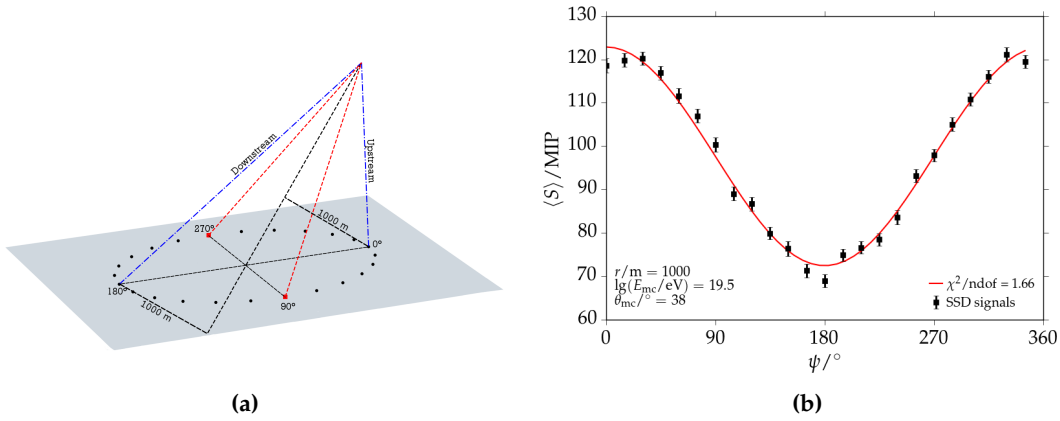 Downstream
Upstream
1000 m
270°
0°
180°
90°
1000 m
(a)
130
120
110
100
90
80
70
60
⟨S⟩ / MIP
r/m = 1000
lg(E_mc/eV) = 19.5
θ_mc/° = 38
χ²/ndof = 1.66
SSD signals
0
90
180
270
360
ψ/°
(b)